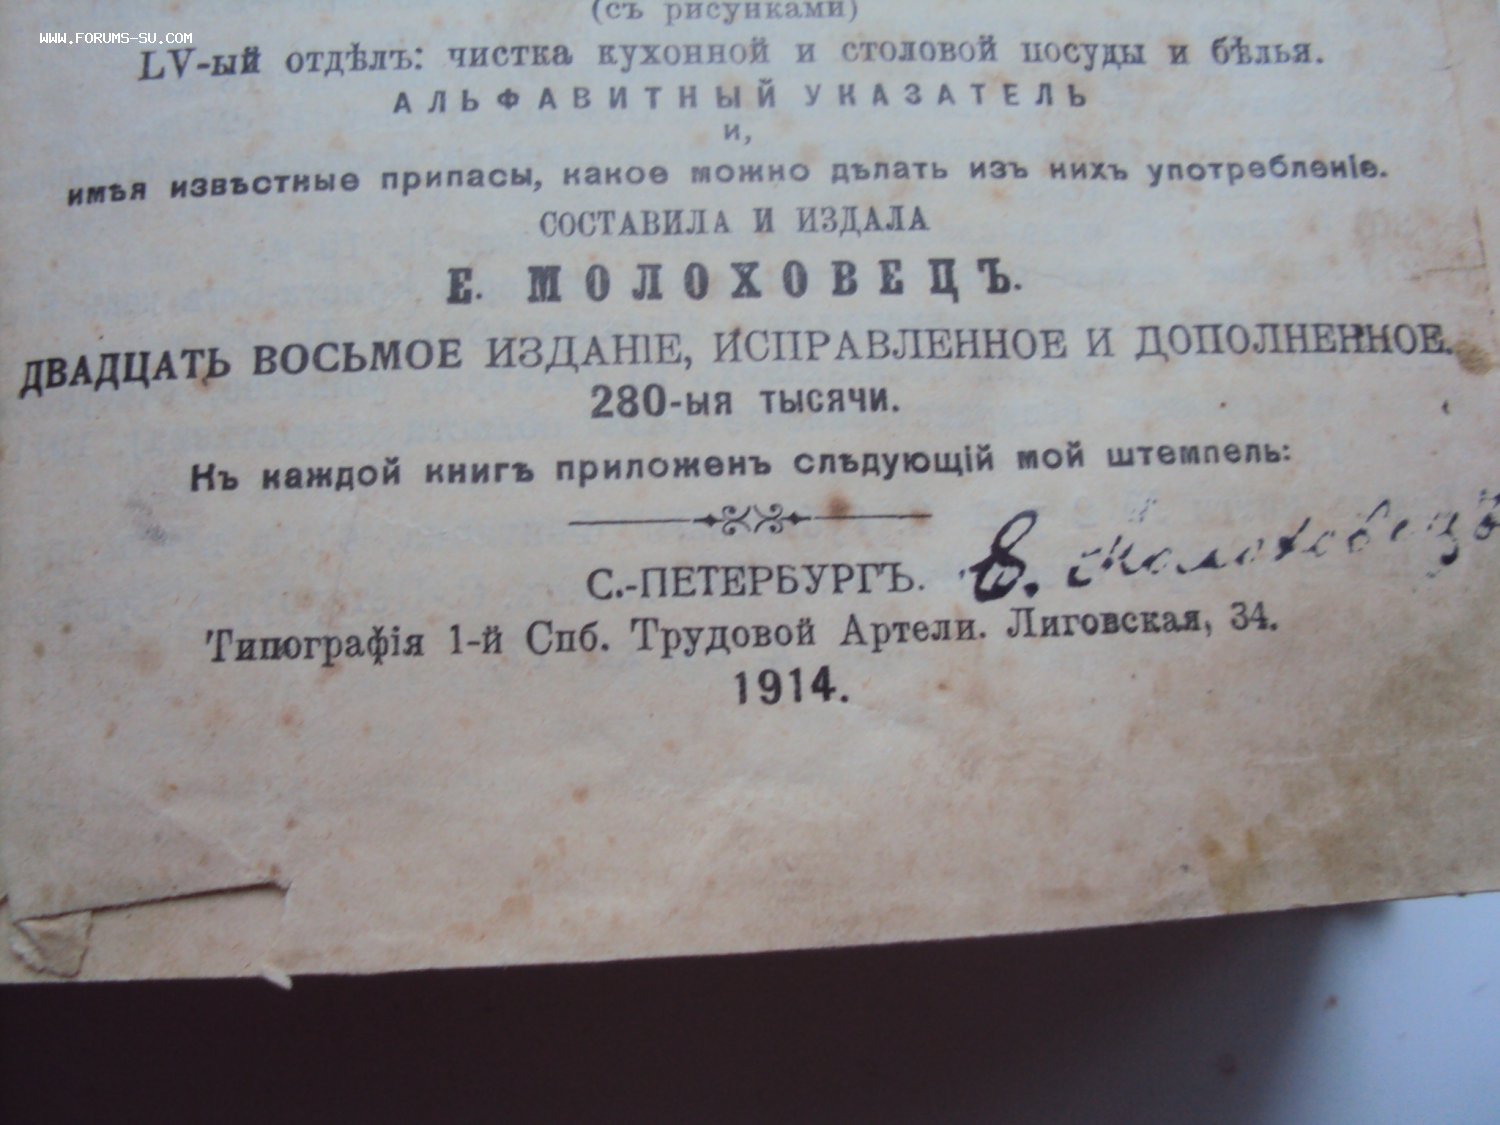 (съ рисунками)
WWW.FORUMS-SU.COM
LV-ый отдѣлъ: чистка кухонной и столовой посуды и бѣлья.
АЛЬФАВИТНЫЙ УКАЗАТЕЛЬ
и,
имѣя извѣстные припасы, какое можно дѣлать изъ нихъ употребленіе.
СОСТАВИЛА И ИЗДАЛА
Е. МОЛОХОВЕЦЪ.
ДВАДЦАТЬ ВОСЬМОЕ ИЗДАНІЕ, ИСПРАВЛЕННОЕ И ДОПОЛНЕННОЕ.
280-ыя тысячи.
Къ каждой книгѣ приложенъ слѣдующій мой штемпель:
Е. Молоховецъ
С.-ПЕТЕРБУРГЪ.
Типографія 1-й Спб. Трудовой Артели. Лиговская, 34.
1914.